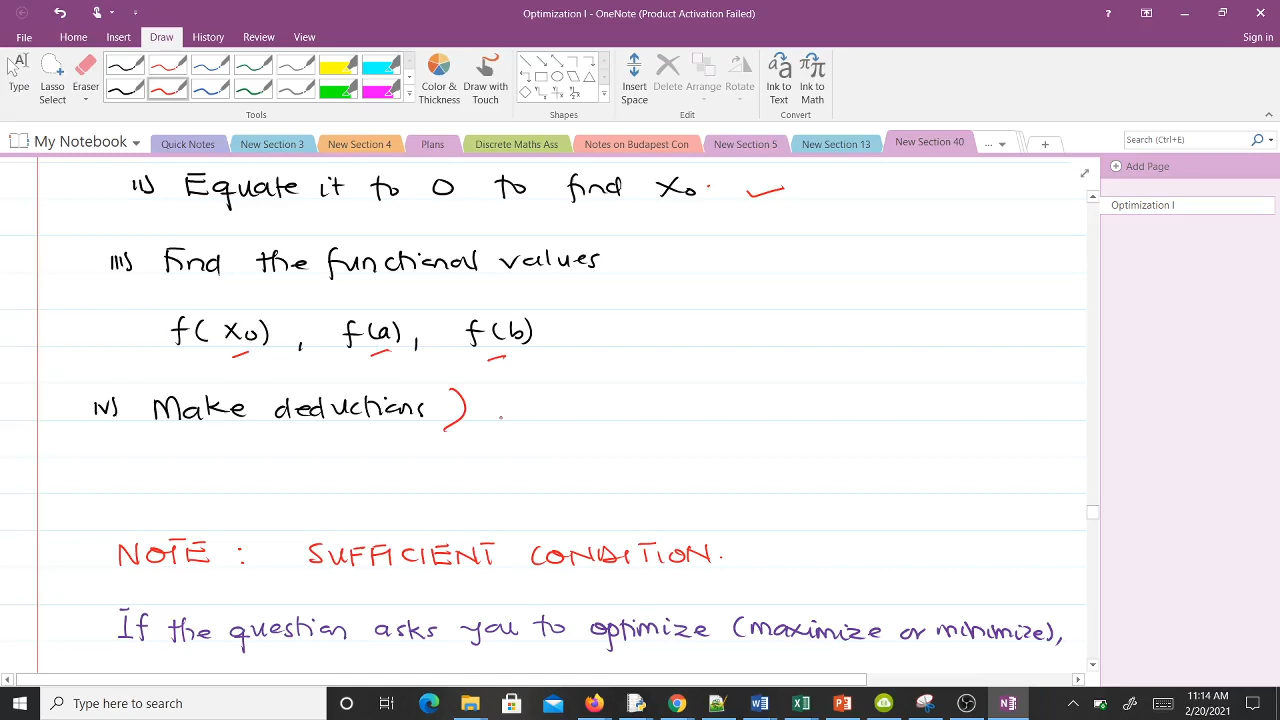 Optimization I - OneNote (Product Activation Failed)
File Home Insert Draw History Review View
Sign in
Type
Lasso Select
Eraser
Color & Thickness
Draw with Touch
Insert Space
Delete
Arrange
Rotate
Ink to Text
Ink to Math
Tools
Shapes
Edit
Convert
My Notebook
Quick Notes
New Section 3
New Section 4
Plans
Discrete Maths Ass
Notes on Budapest Con
New Section 5
New Section 13
New Section 40
Search (Ctrl+E)
Add Page
Optimization I
ii) Equate it to 0 to find x₀.
iii) Find the functional values
f(x₀), f(a), f(b)
iv) Make deductions
NOTE: SUFFICIENT CONDITION.
If the question asks you to optimize (maximize or minimize),
11:14 AM
2/20/2021